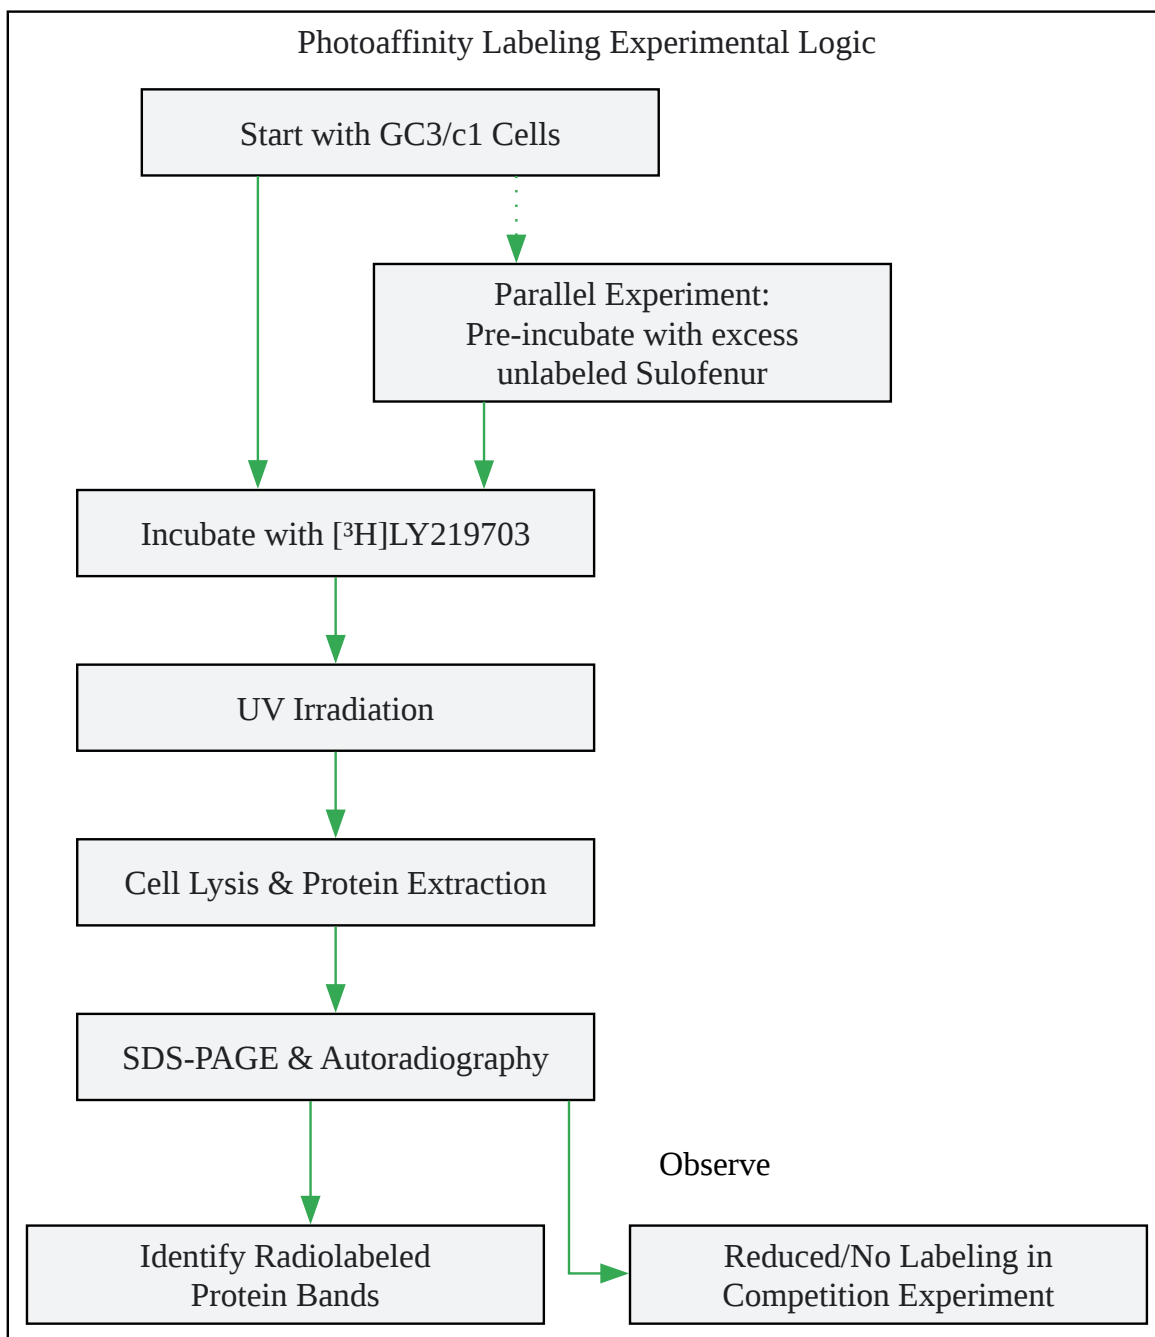 Photoaffinity Labeling Experimental Logic
Start with GC3/c1 Cells
Parallel Experiment:
Pre-incubate with excess
unlabeled Sulofenur
Incubate with [³H]LY219703
UV Irradiation
Cell Lysis & Protein Extraction
SDS-PAGE & Autoradiography
Observe
Identify Radiolabeled
Protein Bands
Reduced/No Labeling in
Competition Experiment